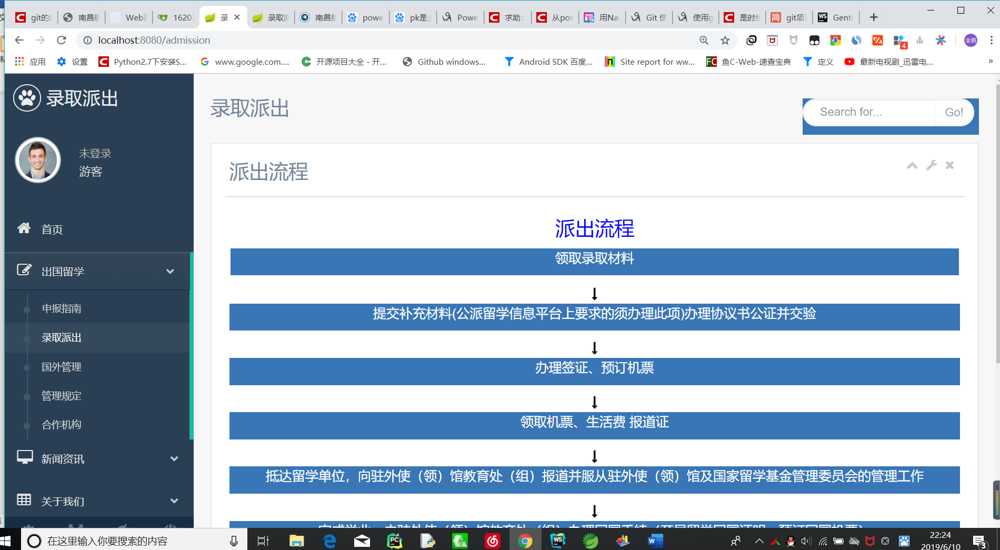 git的
南昌航
Web
1620
录
录取派
南昌航
powe
pk是
Powe
求助:
从pos
用Na
Git 使
使用g
是时
git项
Gent
localhost:8080/admission
金鹏
4
应用
设置
Python2.7下安装S...
www.google.com....
开源项目大全 - 开...
Github windows...
Android SDK 百度...
Site report for ww...
鱼C-Web-速查宝典
定义
最新电视剧_迅雷电...
»
录取派出
未登录
游客
首页
出国留学
申报指南
录取派出
国外管理
管理规定
合作机构
新闻资讯
关于我们
录取派出
Search for...
Go!
派出流程
派出流程
领取录取材料
提交补充材料(公派留学信息平台上要求的须办理此项)办理协议书公证并交验
办理签证、预订机票
领取机票、生活费 报道证
抵达留学单位，向驻外使（领）馆教育处（组）报道并服从驻外使（领）馆及国家留学基金管理委员会的管理工作
在这里输入你要搜索的内容
22:24
2019/6/10
3